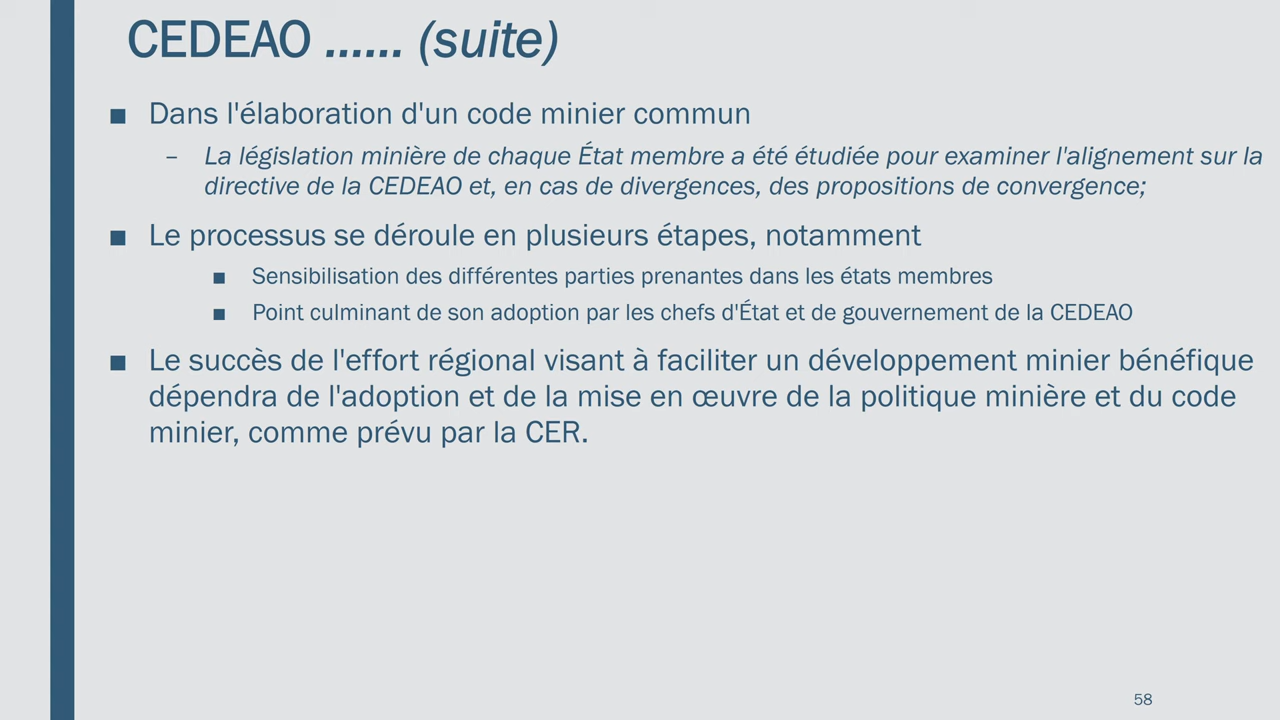 CEDEAO ...... (suite)
■ Dans l'élaboration d'un code minier commun
– La législation minière de chaque État membre a été étudiée pour examiner l'alignement sur la
directive de la CEDEAO et, en cas de divergences, des propositions de convergence;
■ Le processus se déroule en plusieurs étapes, notamment
■ Sensibilisation des différentes parties prenantes dans les états membres
■ Point culminant de son adoption par les chefs d'État et de gouvernement de la CEDEAO
■ Le succès de l'effort régional visant à faciliter un développement minier bénéfique
dépendra de l'adoption et de la mise en œuvre de la politique minière et du code
minier, comme prévu par la CER.
58